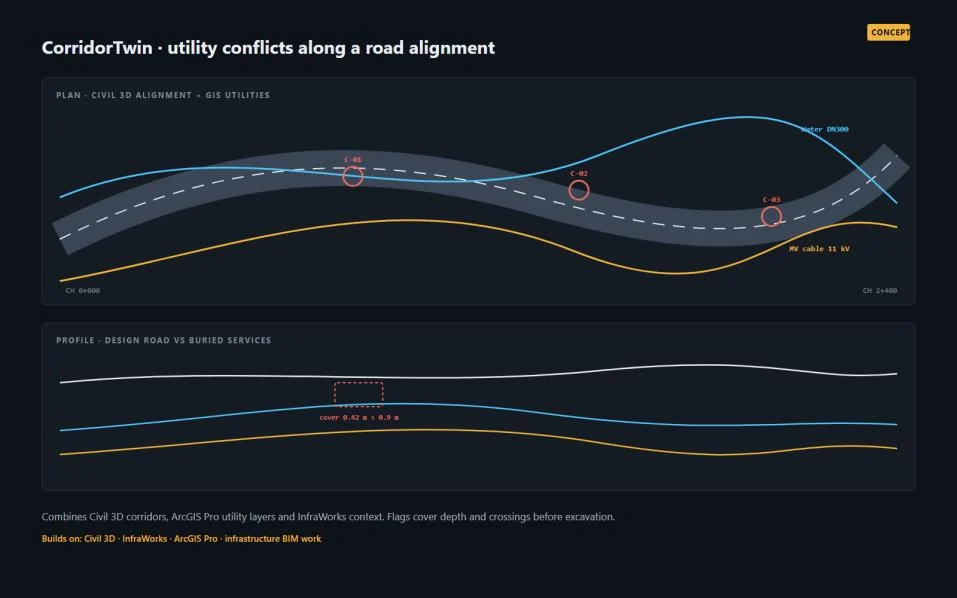 CONCEPT
CorridorTwin · utility conflicts along a road alignment
PLAN · CIVIL 3D ALIGNMENT + GIS UTILITIES
Water DN300
C-01
C-02
C-03
MV cable 11 kV
CH 0+000
CH 2+400
PROFILE · DESIGN ROAD VS BURIED SERVICES
cover 0.42 m < 0.9 m
Combines Civil 3D corridors, ArcGIS Pro utility layers and InfraWorks context. Flags cover depth and crossings before excavation.
Builds on: Civil 3D · InfraWorks · ArcGIS Pro · infrastructure BIM work